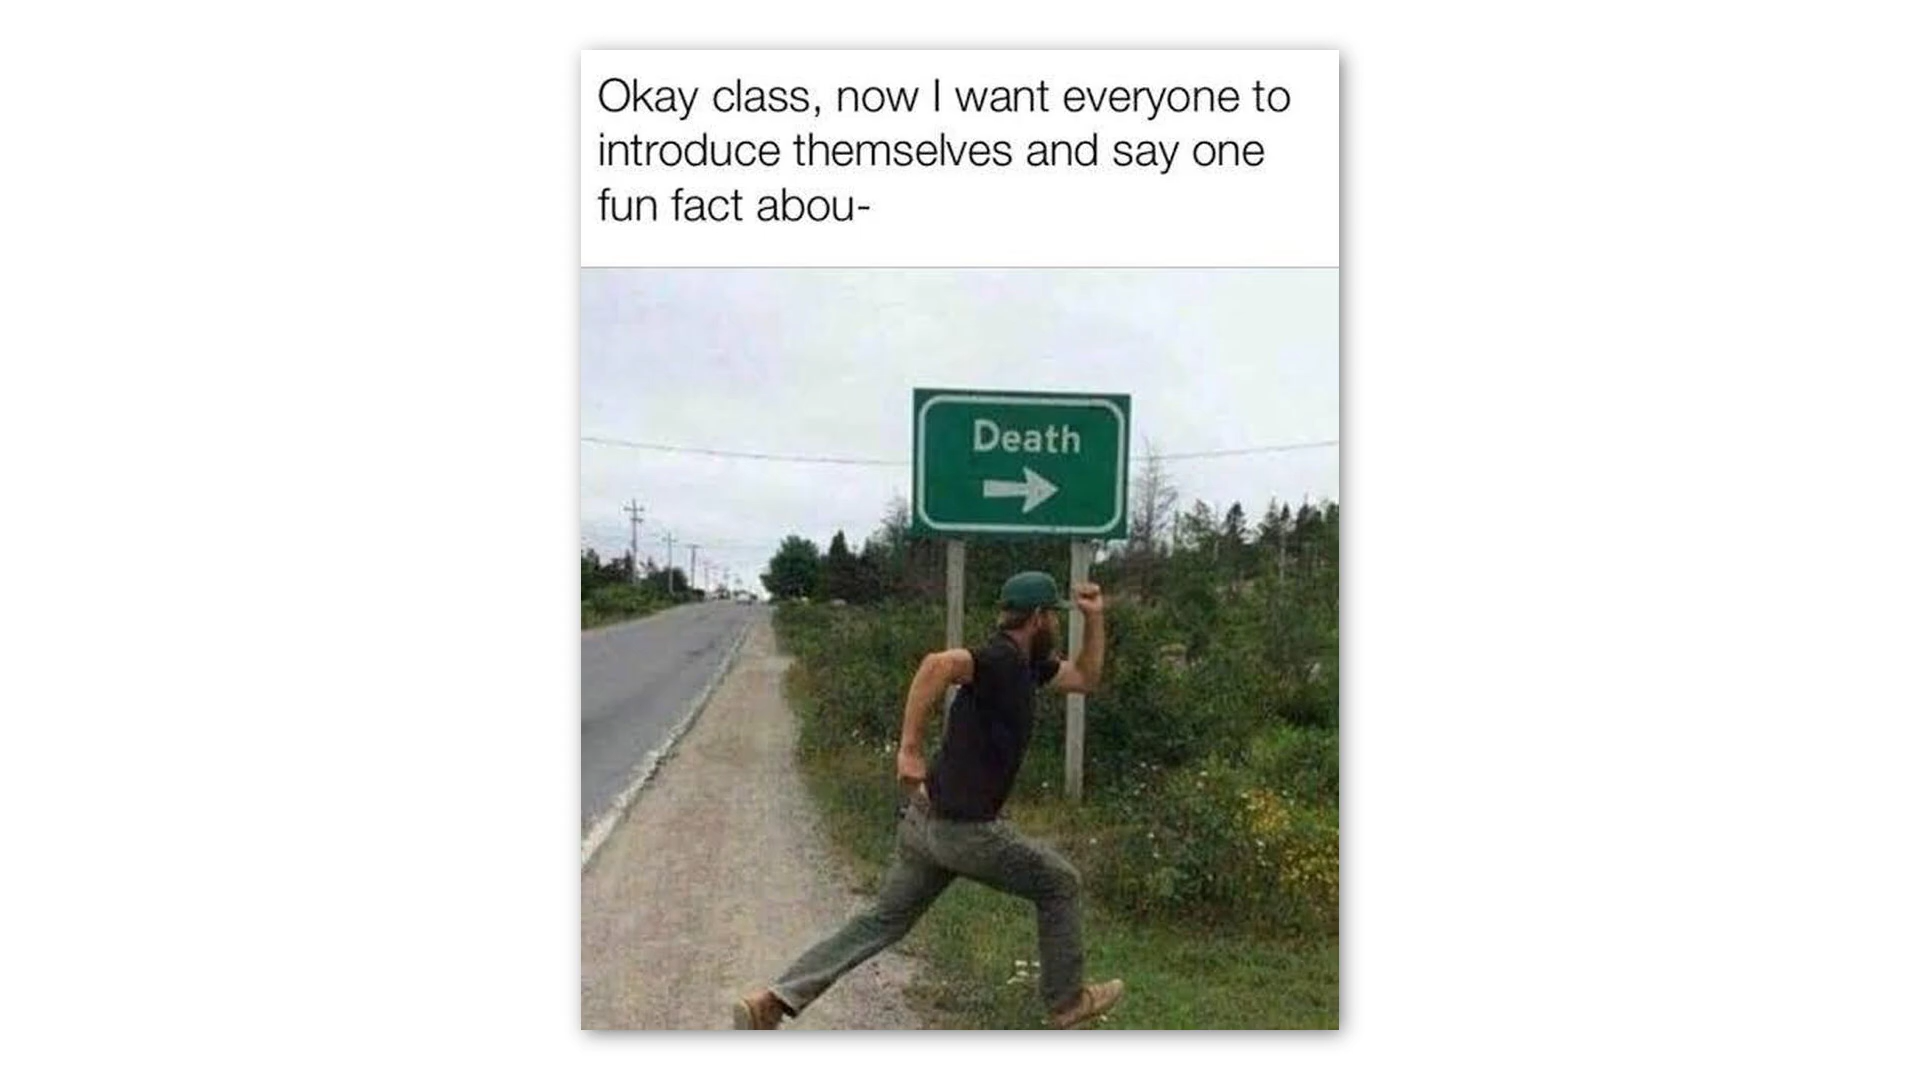 Okay class, now I want everyone to
introduce themselves and say one
fun fact abou-
Death